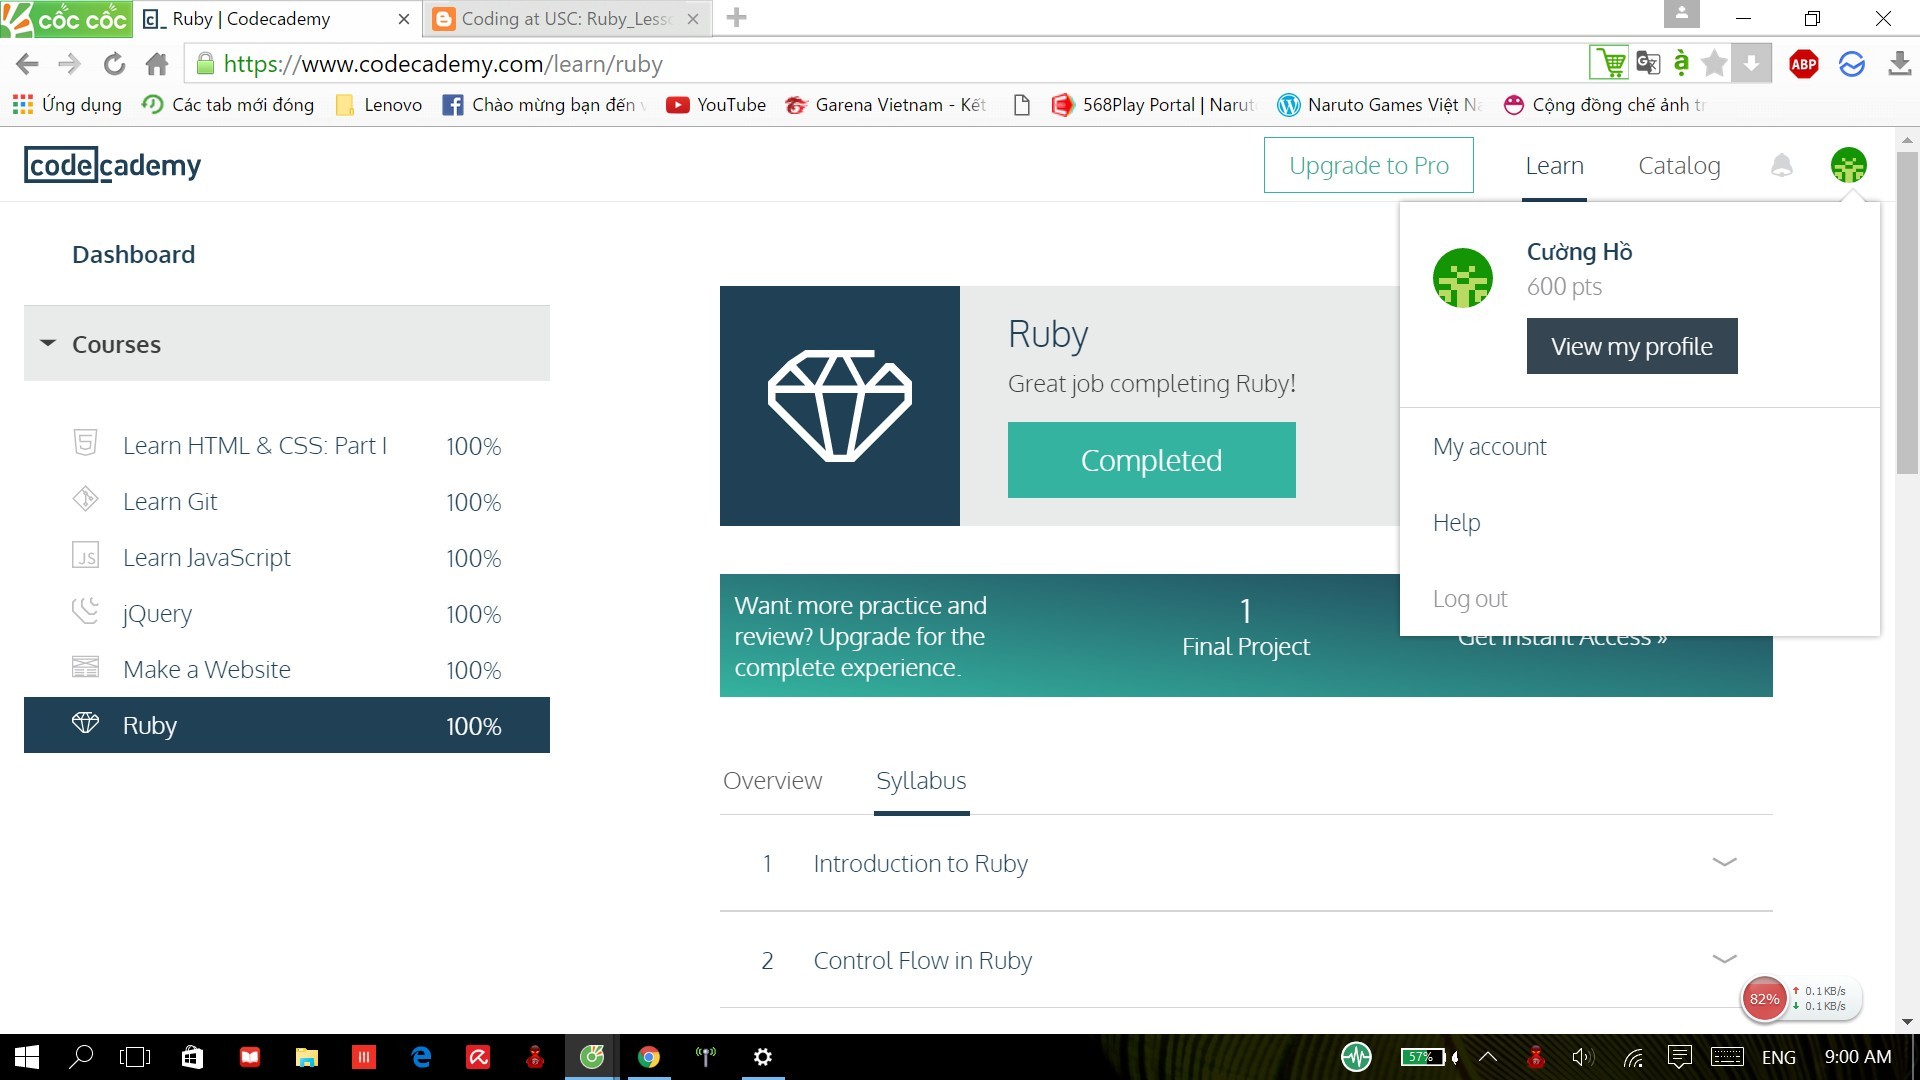 cốc cốc
Ruby | Codecademy
Coding at USC: Ruby_Less
https://www.codecademy.com/learn/ruby
ABP
Ứng dụng
Các tab mới đóng
Lenovo
Chào mừng bạn đến
YouTube
Garena Vietnam - Kết
568Play Portal | Narut
Naruto Games Việt Na
Cộng đồng chế ảnh tr
codecademy
Upgrade to Pro
Learn
Catalog
Dashboard
Courses
Learn HTML & CSS: Part I 100%
Learn Git 100%
JS Learn JavaScript 100%
jQuery 100%
Make a Website 100%
Ruby 100%
Ruby
Great job completing Ruby!
Completed
Cường Hồ
600 pts
View my profile
My account
Help
Log out
Want more practice and
review? Upgrade for the
complete experience.
1
Final Project
Get Instant Access »
Overview
Syllabus
1 Introduction to Ruby
2 Control Flow in Ruby
82%
0.1KB/s
0.1KB/s
57%
ENG
9:00 AM